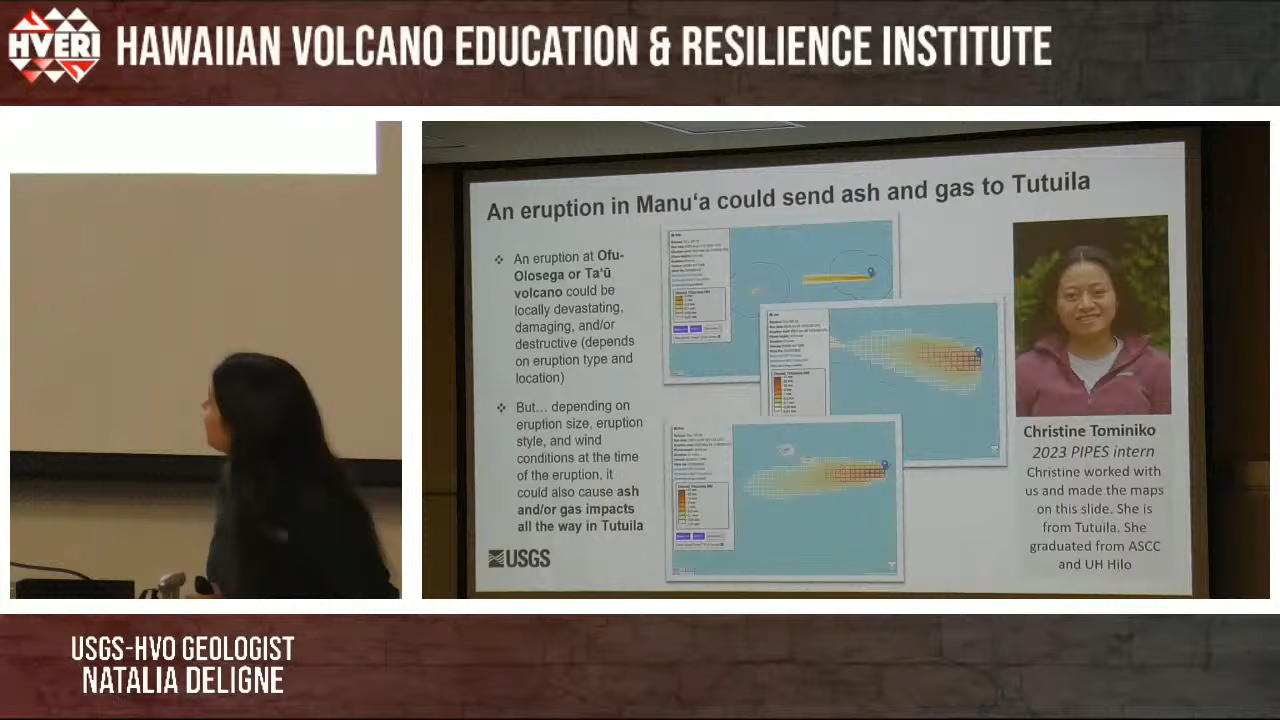 HVERI
HAWAIIAN VOLCANO EDUCATION & RESILIENCE INSTITUTE
An eruption in Manuʻa could send ash and gas to Tutuila
❖ An eruption at Ofu-
Olosega or Taʻū
volcano could be
locally devastating,
damaging, and/or
destructive (depends
on eruption type and
location)
❖ But... depending on
eruption size, eruption
style, and wind
conditions at the time
of the eruption, it
could also cause ash
and/or gas impacts
all the way in Tutuila
USGS
Christine Tominiko
2023 PIPES intern
Christine worked with
us and made the maps
on this slide. She is
from Tutuila. She
graduated from ASCC
and UH Hilo
USGS-HVO GEOLOGIST
NATALIA DELIGNE